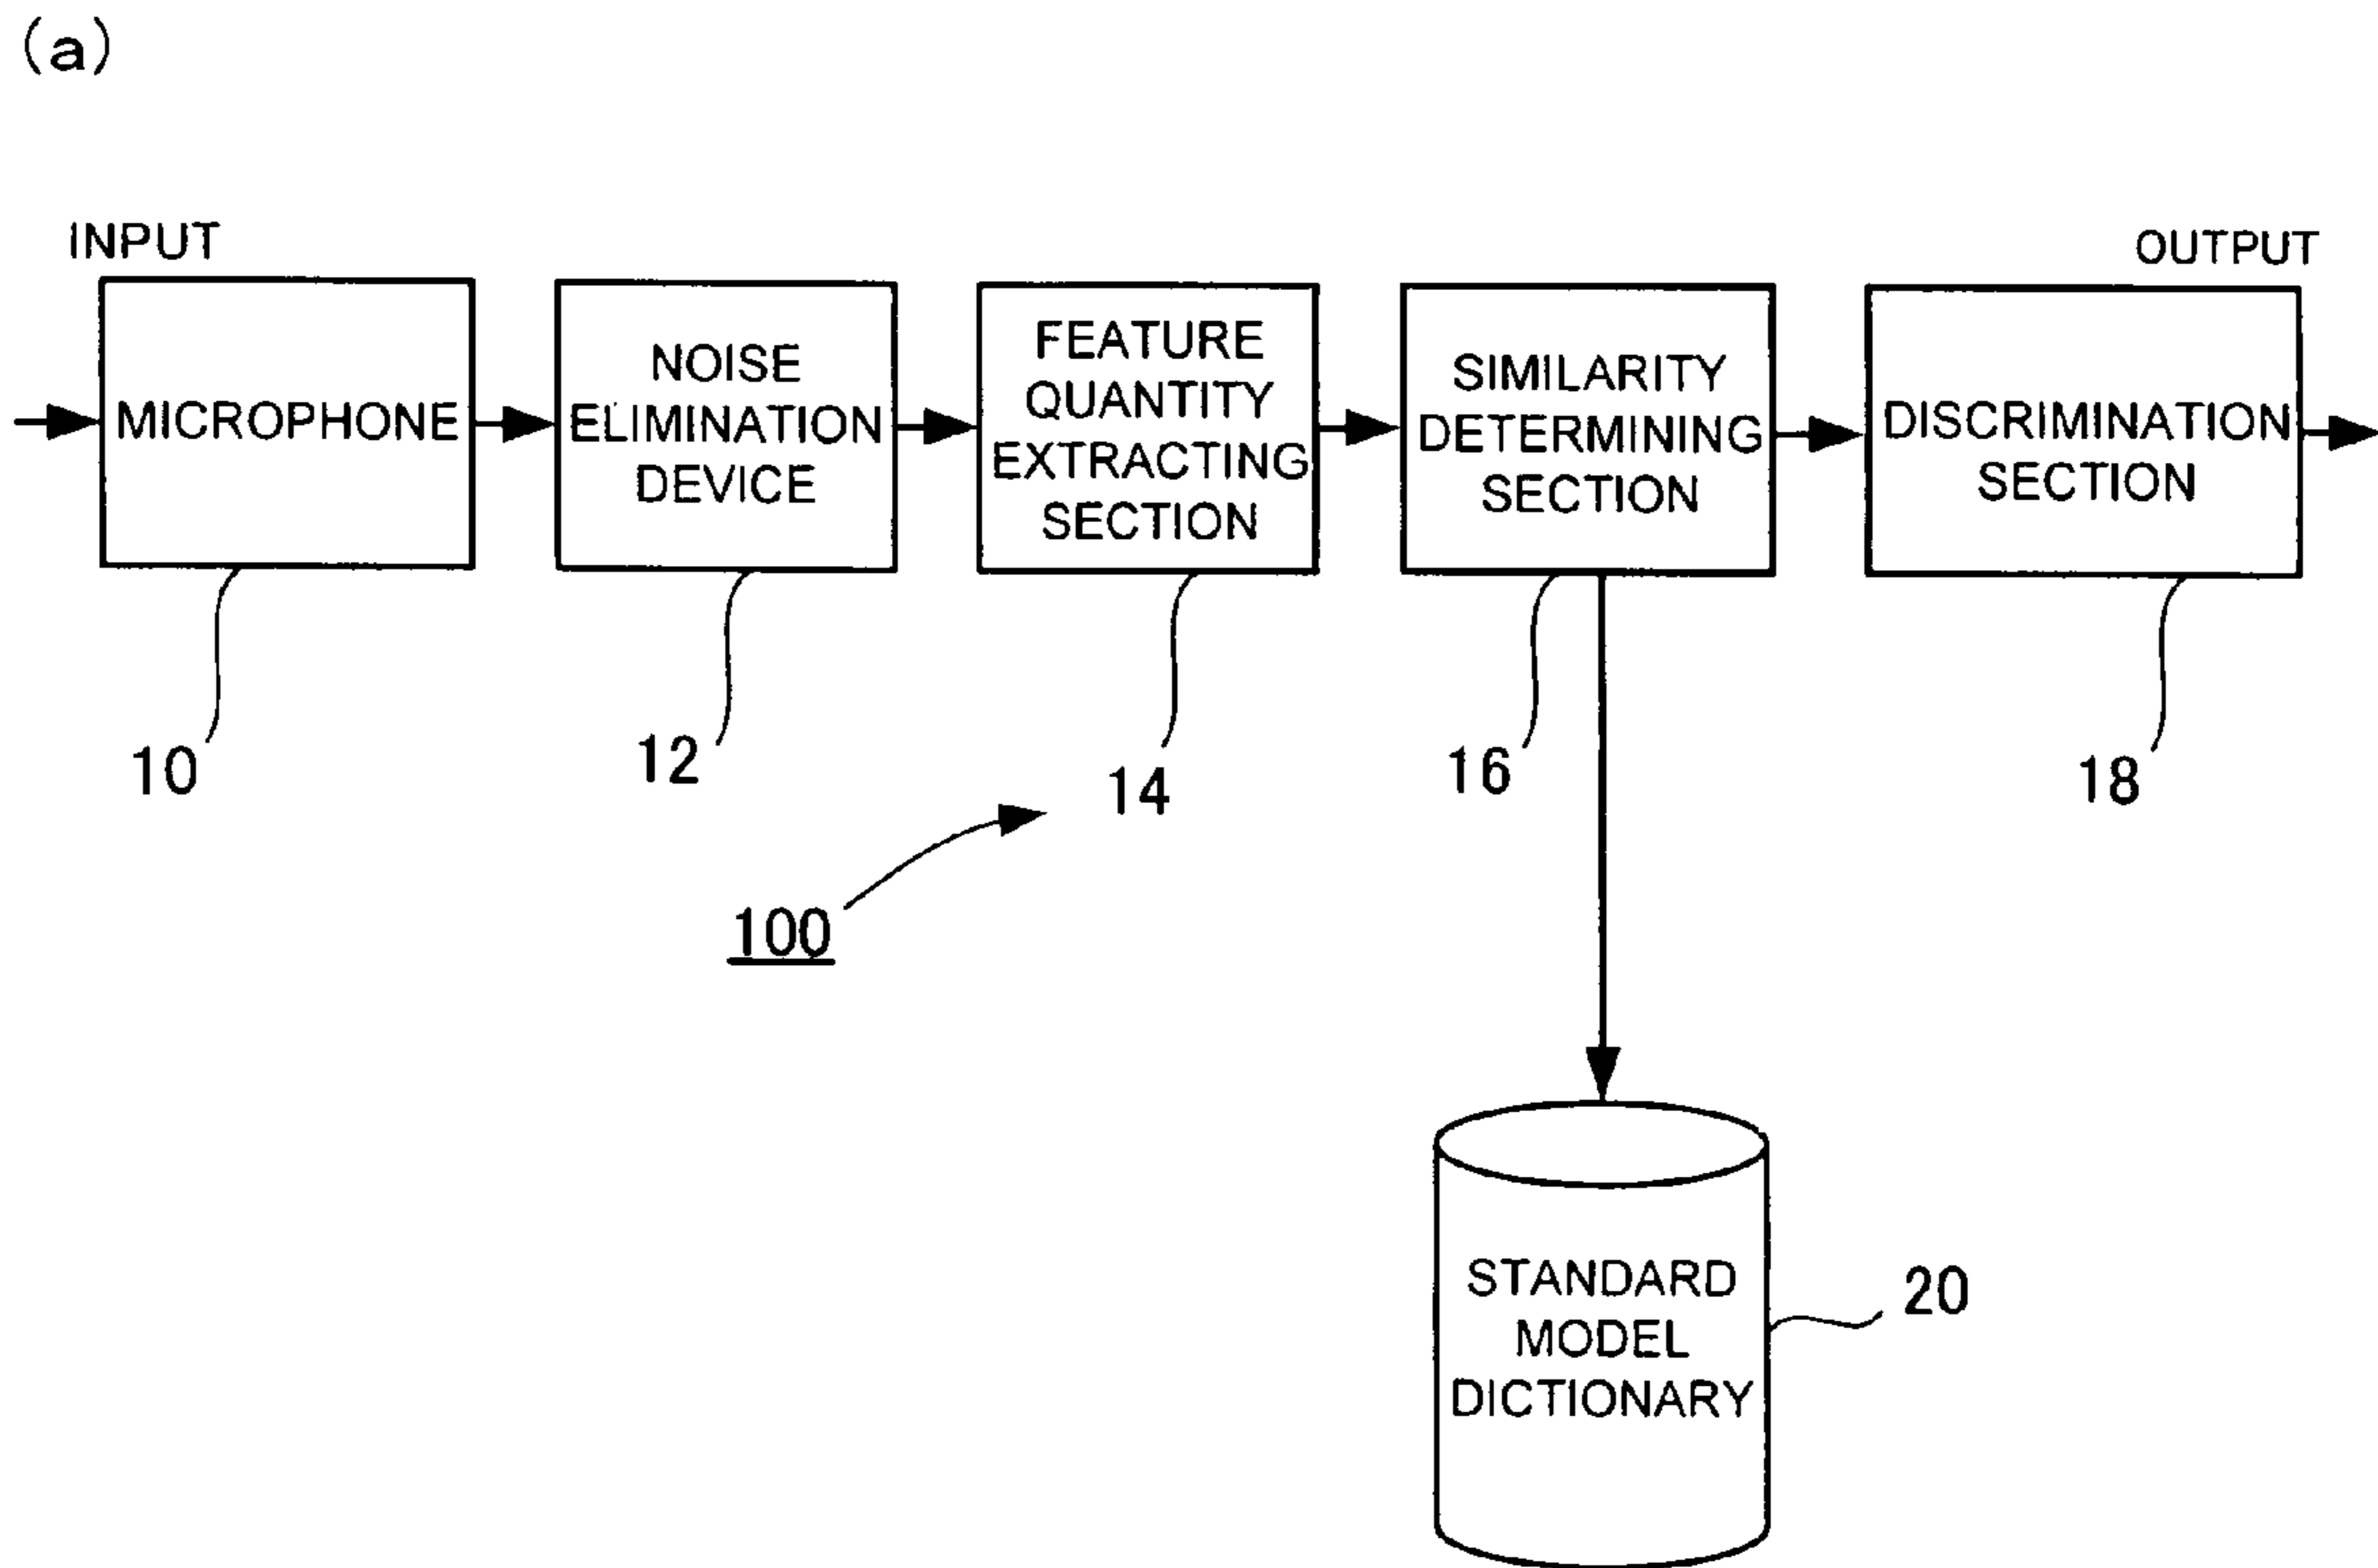 (a)
INPUT
OUTPUT
MICROPHONE
NOISE
ELIMINATION
DEVICE
FEATURE
QUANTITY
EXTRACTING
SECTION
SIMILARITY
DETERMINING
SECTION
DISCRIMINATION
SECTION
10
12
14
16
18
100
STANDARD
MODEL
DICTIONARY
20